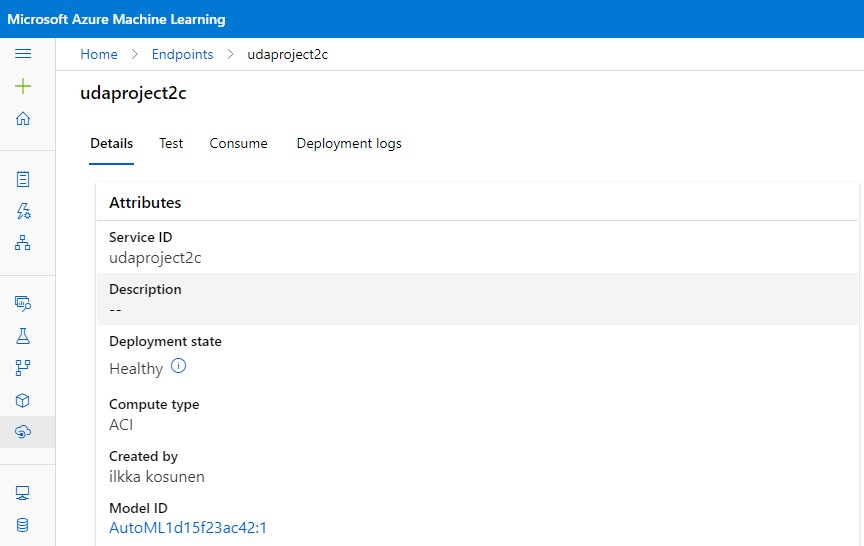 Microsoft Azure Machine Learning
Home > Endpoints > udaproject2c
udaproject2c
Details Test Consume Deployment logs
Attributes
Service ID
udaproject2c
Description
--
Deployment state
Healthy
Compute type
ACI
Created by
ilkka kosunen
Model ID
AutoML1d15f23ac42:1